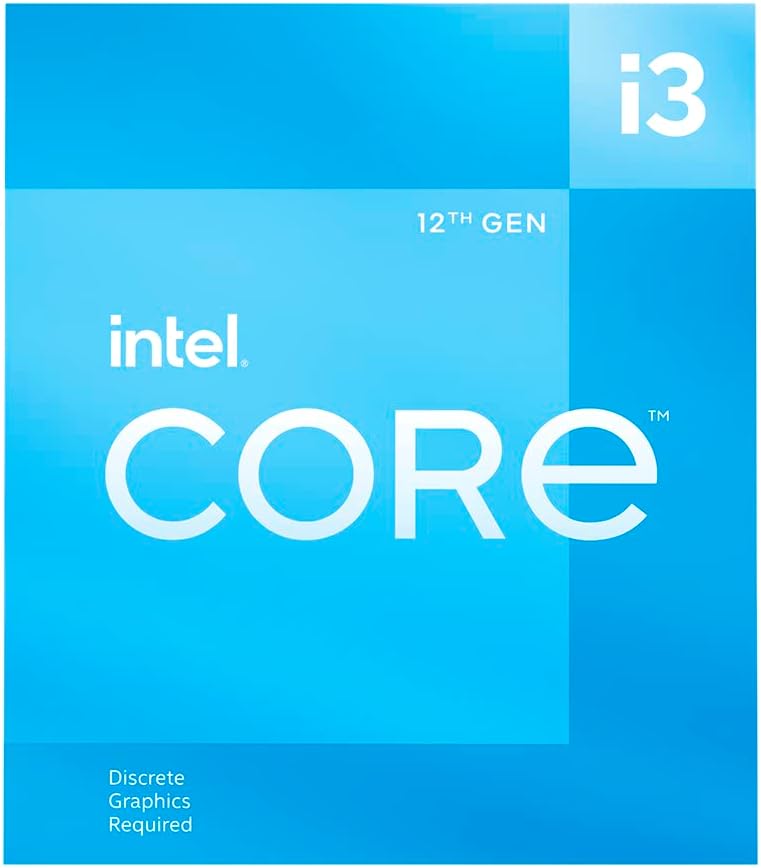 i3
12TH GEN
intel®
CORe™
Discrete
Graphics
Required